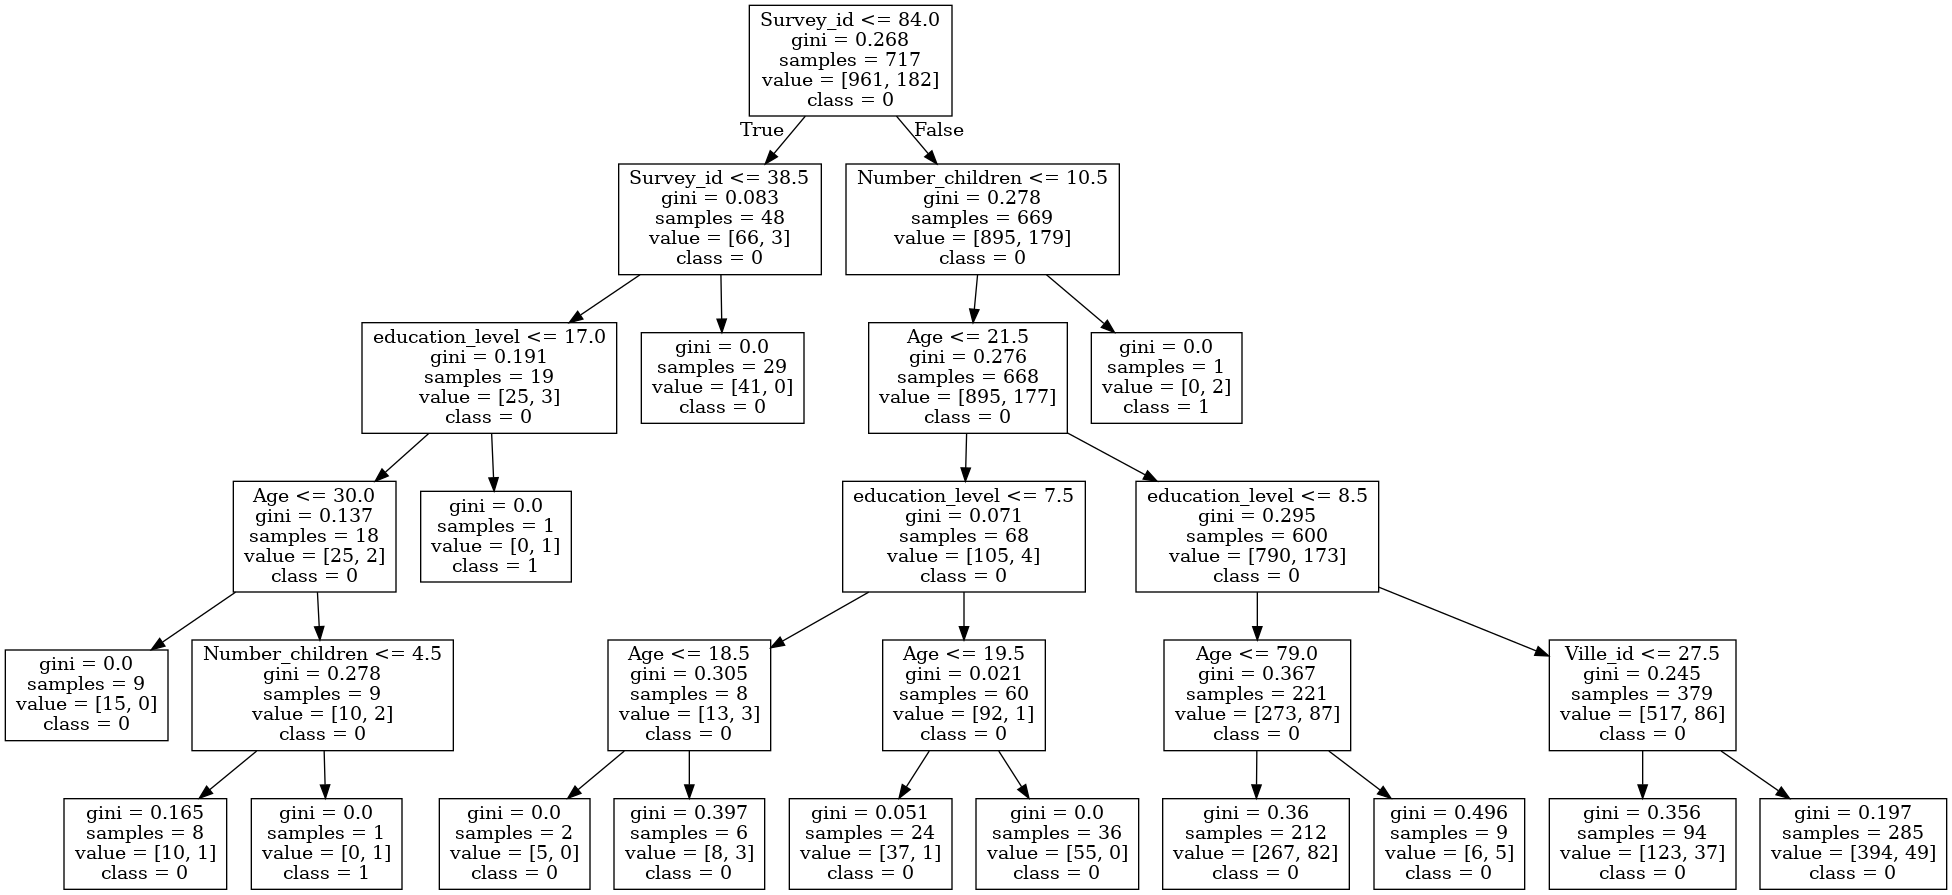 Survey_id <= 84.0
gini = 0.268
samples = 717
value = [961, 182]
class = 0
True
False
Survey_id <= 38.5
gini = 0.083
samples = 48
value = [66, 3]
class = 0
Number_children <= 10.5
gini = 0.278
samples = 669
value = [895, 179]
class = 0
education_level <= 17.0
gini = 0.191
samples = 19
value = [25, 3]
class = 0
gini = 0.0
samples = 29
value = [41, 0]
class = 0
Age <= 21.5
gini = 0.276
samples = 668
value = [895, 177]
class = 0
gini = 0.0
samples = 1
value = [0, 2]
class = 1
Age <= 30.0
gini = 0.137
samples = 18
value = [25, 2]
class = 0
gini = 0.0
samples = 1
value = [0, 1]
class = 1
education_level <= 7.5
gini = 0.071
samples = 68
value = [105, 4]
class = 0
education_level <= 8.5
gini = 0.295
samples = 600
value = [790, 173]
class = 0
gini = 0.0
samples = 9
value = [15, 0]
class = 0
Number_children <= 4.5
gini = 0.278
samples = 9
value = [10, 2]
class = 0
Age <= 18.5
gini = 0.305
samples = 8
value = [13, 3]
class = 0
Age <= 19.5
gini = 0.021
samples = 60
value = [92, 1]
class = 0
Age <= 79.0
gini = 0.367
samples = 221
value = [273, 87]
class = 0
Ville_id <= 27.5
gini = 0.245
samples = 379
value = [517, 86]
class = 0
gini = 0.165
samples = 8
value = [10, 1]
class = 0
gini = 0.0
samples = 1
value = [0, 1]
class = 1
gini = 0.0
samples = 2
value = [5, 0]
class = 0
gini = 0.397
samples = 6
value = [8, 3]
class = 0
gini = 0.051
samples = 24
value = [37, 1]
class = 0
gini = 0.0
samples = 36
value = [55, 0]
class = 0
gini = 0.36
samples = 212
value = [267, 82]
class = 0
gini = 0.496
samples = 9
value = [6, 5]
class = 0
gini = 0.356
samples = 94
value = [123, 37]
class = 0
gini = 0.197
samples = 285
value = [394, 49]
class = 0